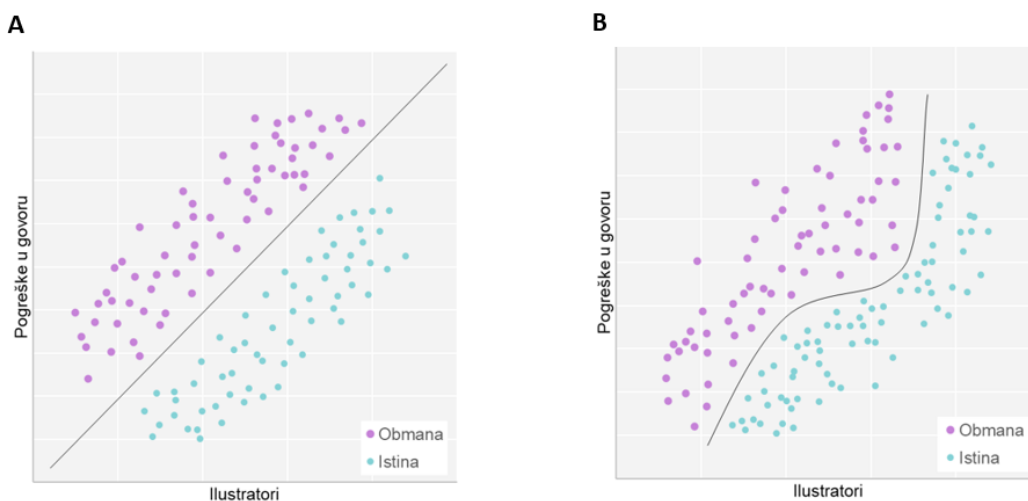 A
Pogreške u govoru
Obmana
Istina
Ilustratori
B
Pogreške u govoru
Obmana
Istina
Ilustratori